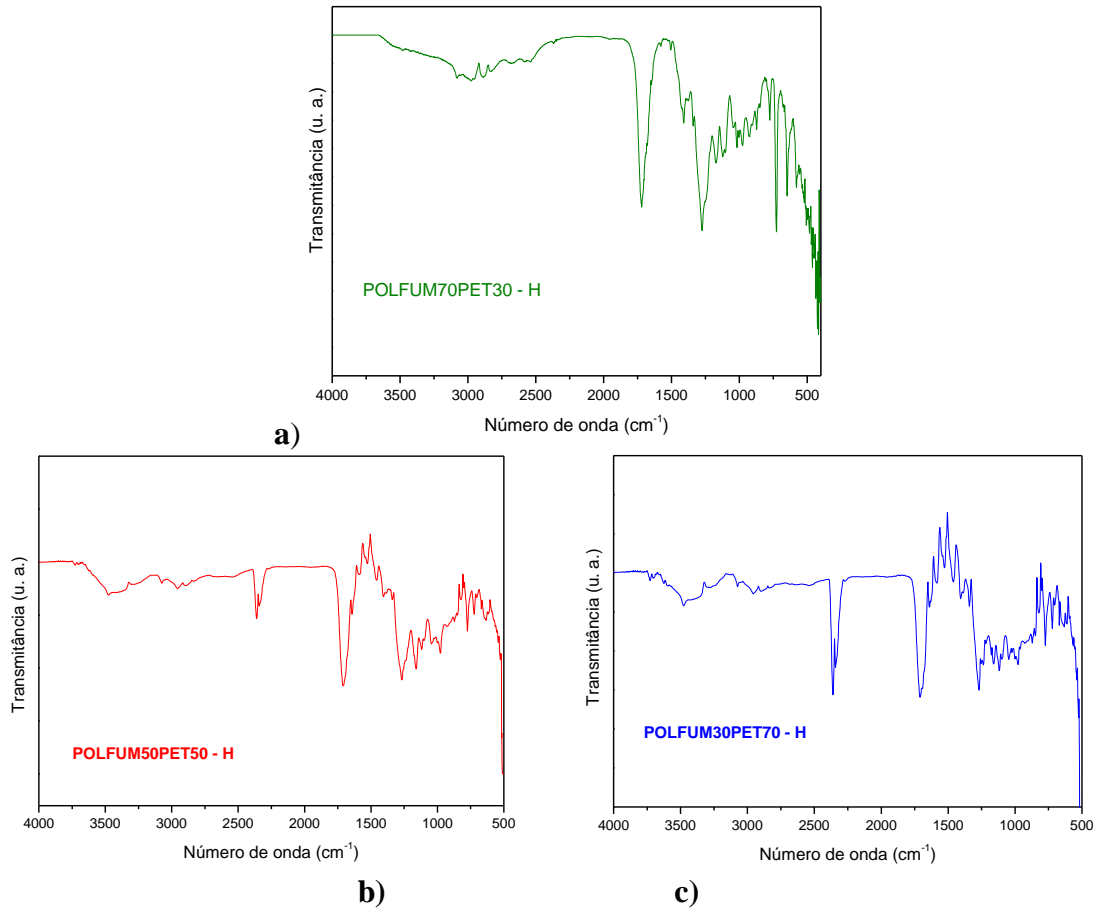 Transmitância (u. a.)
POLFUM70PET30 - H
4000 3500 3000 2500 2000 1500 1000 500
Número de onda (cm⁻¹)
a)
Transmitância (u. a.)
POLFUM50PET50 - H
4000 3500 3000 2500 2000 1500 1000 500
Número de onda (cm⁻¹)
b)
Transmitância (u. a.)
POLFUM30PET70 - H
4000 3500 3000 2500 2000 1500 1000 500
Número de onda (cm⁻¹)
c)